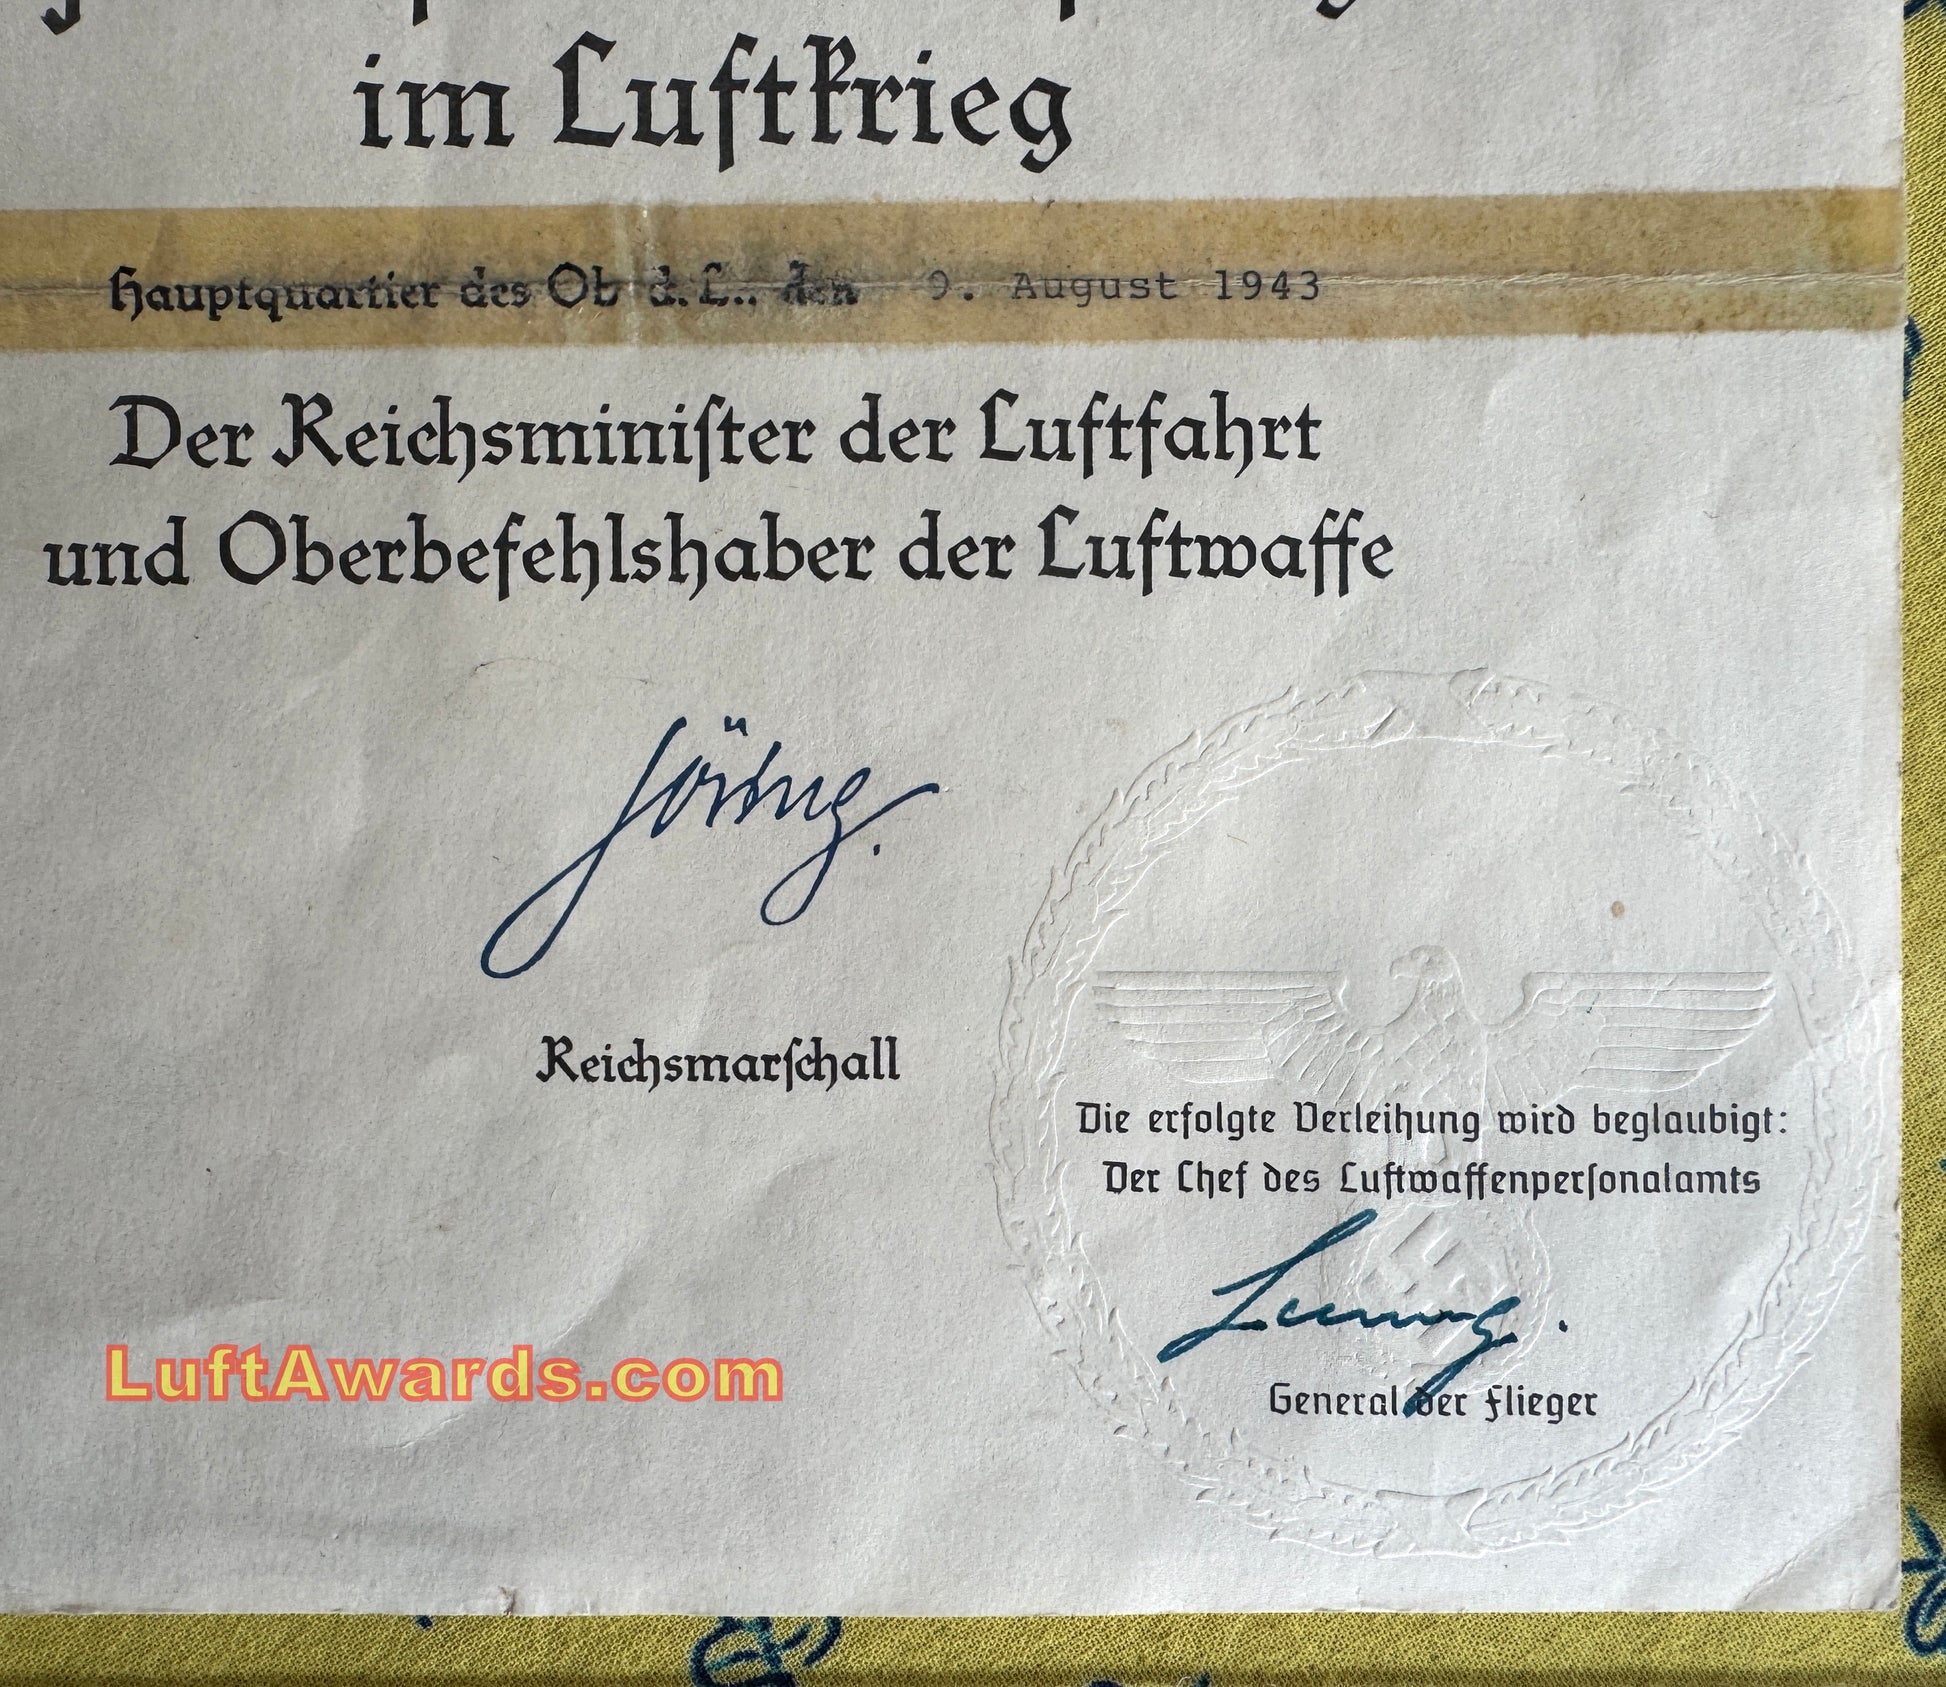 im Luftkrieg
Hauptquartier des Ob d. L., den 9. August 1943
Der Reichsminiſter der Luftfahrt
und Oberbefehlshaber der Luftwaffe
Göring.
Reichsmarſchall
Die erfolgte Verleihung wird beglaubigt:
Der Chef des Luftwaffenperſonalamts
General der Flieger
LuftAwards.com